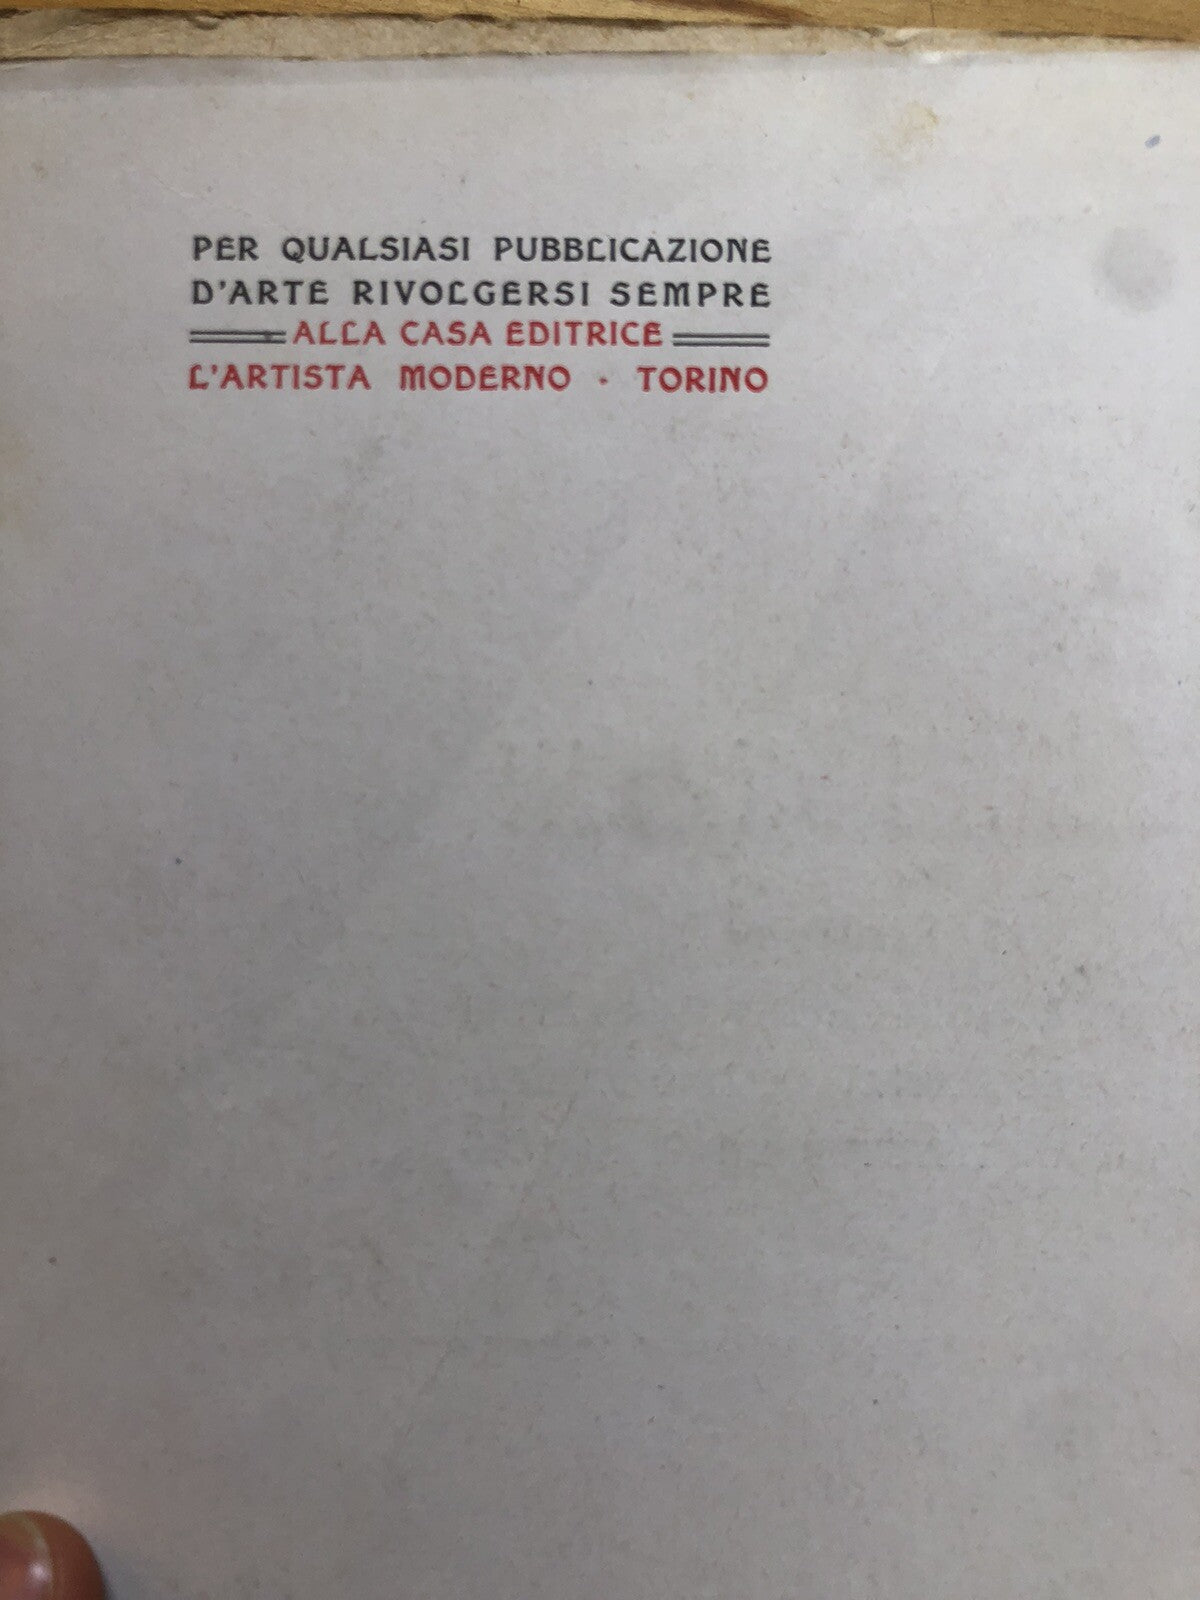 PER QUALSIASI PUBBLICAZIONE
D'ARTE RIVOLGERSI SEMPRE
ALLA CASA EDITRICE
L'ARTISTA MODERNO · TORINO